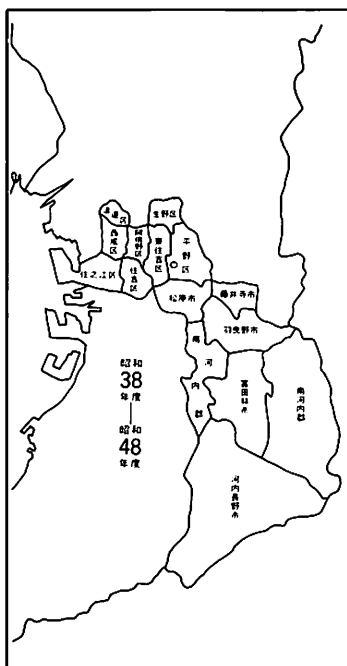 浪速区
生野区
西成区
阿倍野区
東住吉区
平野区
住之江区
住吉区
松原市
藤井寺市
羽曳野市
南河内郡
富田林市
南河内郡
河内長野市
昭和
38
年度
昭和
48
年度